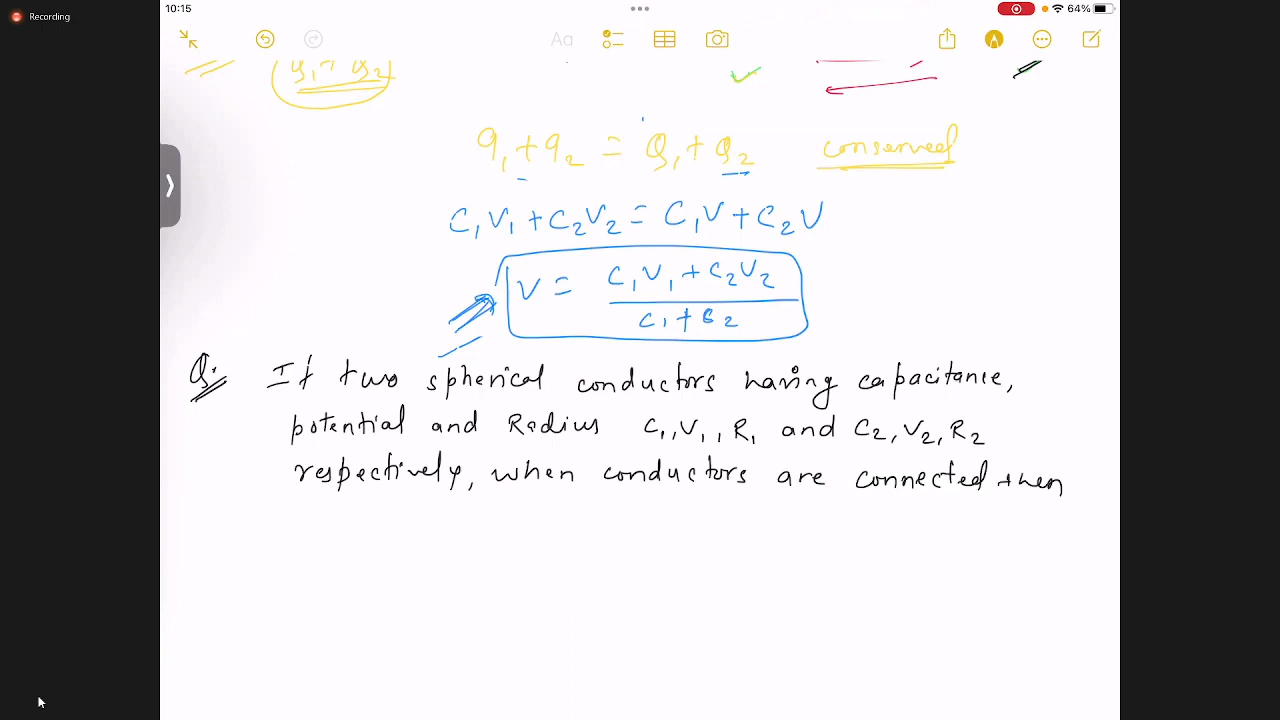 Recording
10:15
64%
Aa
q₁ + q₂ = Q₁ + Q₂ conserved
C₁V₁ + C₂V₂ = C₁V + C₂V
V = (C₁V₁ + C₂V₂) / (C₁ + C₂)
Q. If two spherical conductors having capacitance,
potential and Radius C₁, V₁, R₁ and C₂, V₂, R₂
respectively, when conductors are connected then